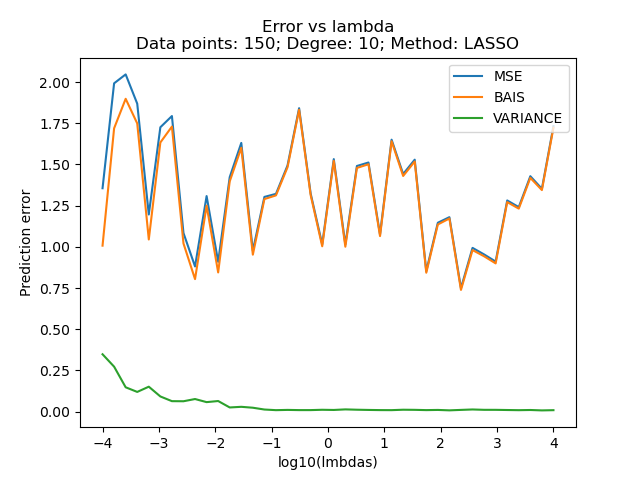 Error vs lambda
Data points: 150; Degree: 10; Method: LASSO
MSE
BAIS
VARIANCE
Prediction error
2.00
1.75
1.50
1.25
1.00
0.75
0.50
0.25
0.00
−4 −3 −2 −1 0 1 2 3 4
log10(lmbdas)